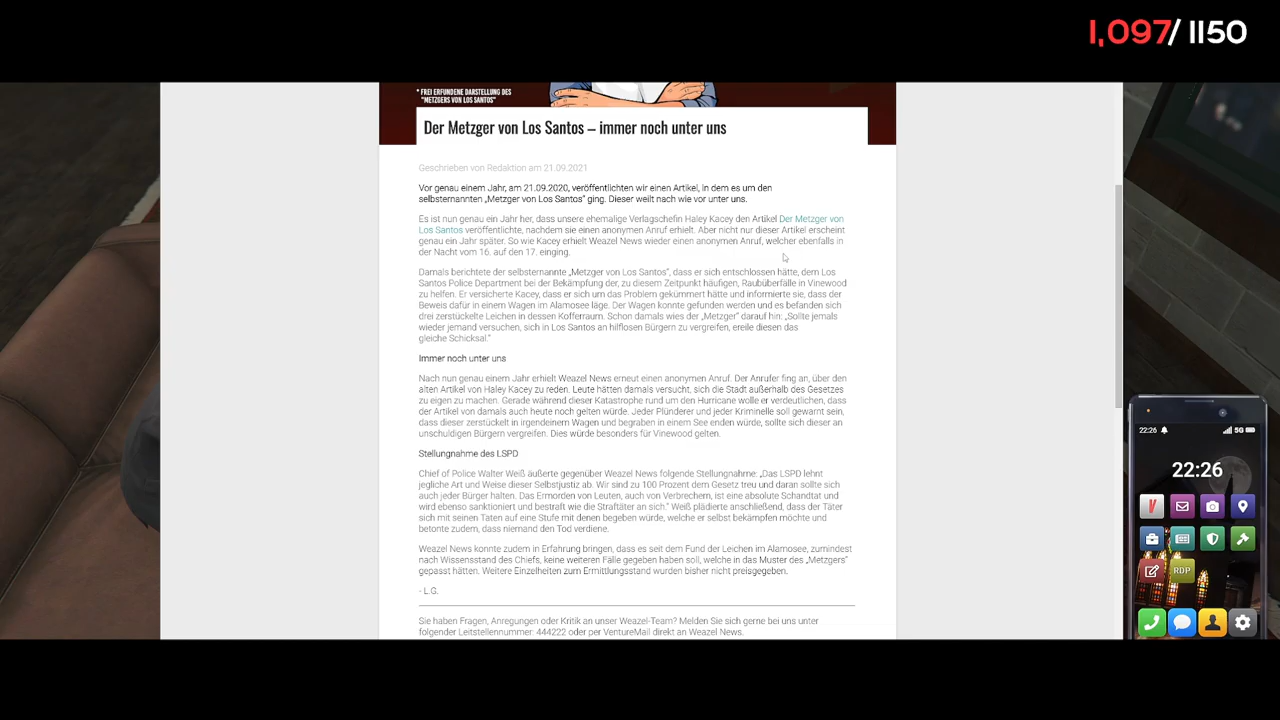 1,097/ 1150
* FREI ERFUNDENE DARSTELLUNG DES
"METZGERS VON LOS SANTOS"
Der Metzger von Los Santos – immer noch unter uns
Geschrieben von Redaktion am 21.09.2021
Vor genau einem Jahr, am 21.09.2020, veröffentlichten wir einen Artikel, in dem es um den
selbsternannten „Metzger von Los Santos" ging. Dieser weilt nach wie vor unter uns.
Es ist nun genau ein Jahr her, dass unsere ehemalige Verlagschefin Haley Kacey den Artikel Der Metzger von
Los Santos veröffentlichte, nachdem sie einen anonymen Anruf erhielt. Aber nicht nur dieser Artikel erscheint
genau ein Jahr später. So wie Kacey erhielt Weazel News wieder einen anonymen Anruf, welcher ebenfalls in
der Nacht vom 16. auf den 17. einging.
Damals berichtete der selbsternannte „Metzger von Los Santos", dass er sich entschlossen hätte, dem Los
Santos Police Department bei der Bekämpfung der, zu diesem Zeitpunkt häufigen, Raubüberfälle in Vinewood
zu helfen. Er versicherte Kacey, dass er sich um das Problem gekümmert hätte und informierte sie, dass der
Beweis dafür in einem Wagen im Alamosee läge. Der Wagen konnte gefunden werden und es befanden sich
drei zerstückelte Leichen in dessen Kofferraum. Schon damals wies der „Metzger" darauf hin: „Sollte jemals
wieder jemand versuchen, sich in Los Santos an hilflosen Bürgern zu vergreifen, ereile diesen das
gleiche Schicksal."
Immer noch unter uns
Nach nun genau einem Jahr erhielt Weazel News erneut einen anonymen Anruf. Der Anrufer fing an, über den
alten Artikel von Haley Kacey zu reden. Leute hätten damals versucht, sich die Stadt außerhalb des Gesetzes
zu eigen zu machen. Gerade während dieser Katastrophe rund um den Hurricane wolle er verdeutlichen, dass
der Artikel von damals auch heute noch gelten würde. Jeder Plünderer und jeder Kriminelle soll gewarnt sein,
dass dieser zerstückelt in irgendeinem Wagen und begraben in einem See enden würde, sollte sich dieser an
unschuldigen Bürgern vergreifen. Dies würde besonders für Vinewood gelten.
Stellungnahme des LSPD
Chief of Police Walter Weiß äußerte gegenüber Weazel News folgende Stellungnahme: „Das LSPD lehnt
jegliche Art und Weise dieser Selbstjustiz ab. Wir sind zu 100 Prozent dem Gesetz treu und daran sollte sich
auch jeder Bürger halten. Das Ermorden von Leuten, auch von Verbrechern, ist eine absolute Schandtat und
wird ebenso sanktioniert und bestraft wie die Straftäter an sich." Weiß plädierte anschließend, dass der Täter
sich mit seinen Taten auf eine Stufe mit denen begeben würde, welche er selbst bekämpfen möchte und
betonte zudem, dass niemand den Tod verdiene.
Weazel News konnte zudem in Erfahrung bringen, dass es seit dem Fund der Leichen im Alamosee, zumindest
nach Wissensstand des Chiefs, keine weiteren Fälle gegeben haben soll, welche in das Muster des „Metzgers"
gepasst hätten. Weitere Einzelheiten zum Ermittlungsstand wurden bisher nicht preisgegeben.
- L.G.
Sie haben Fragen, Anregungen oder Kritik an unser Weazel-Team? Melden Sie sich gerne bei uns unter
folgender Leitstellennummer: 444222 oder per VentureMail direkt an Weazel News.
22:26
5G
22:26
RDP